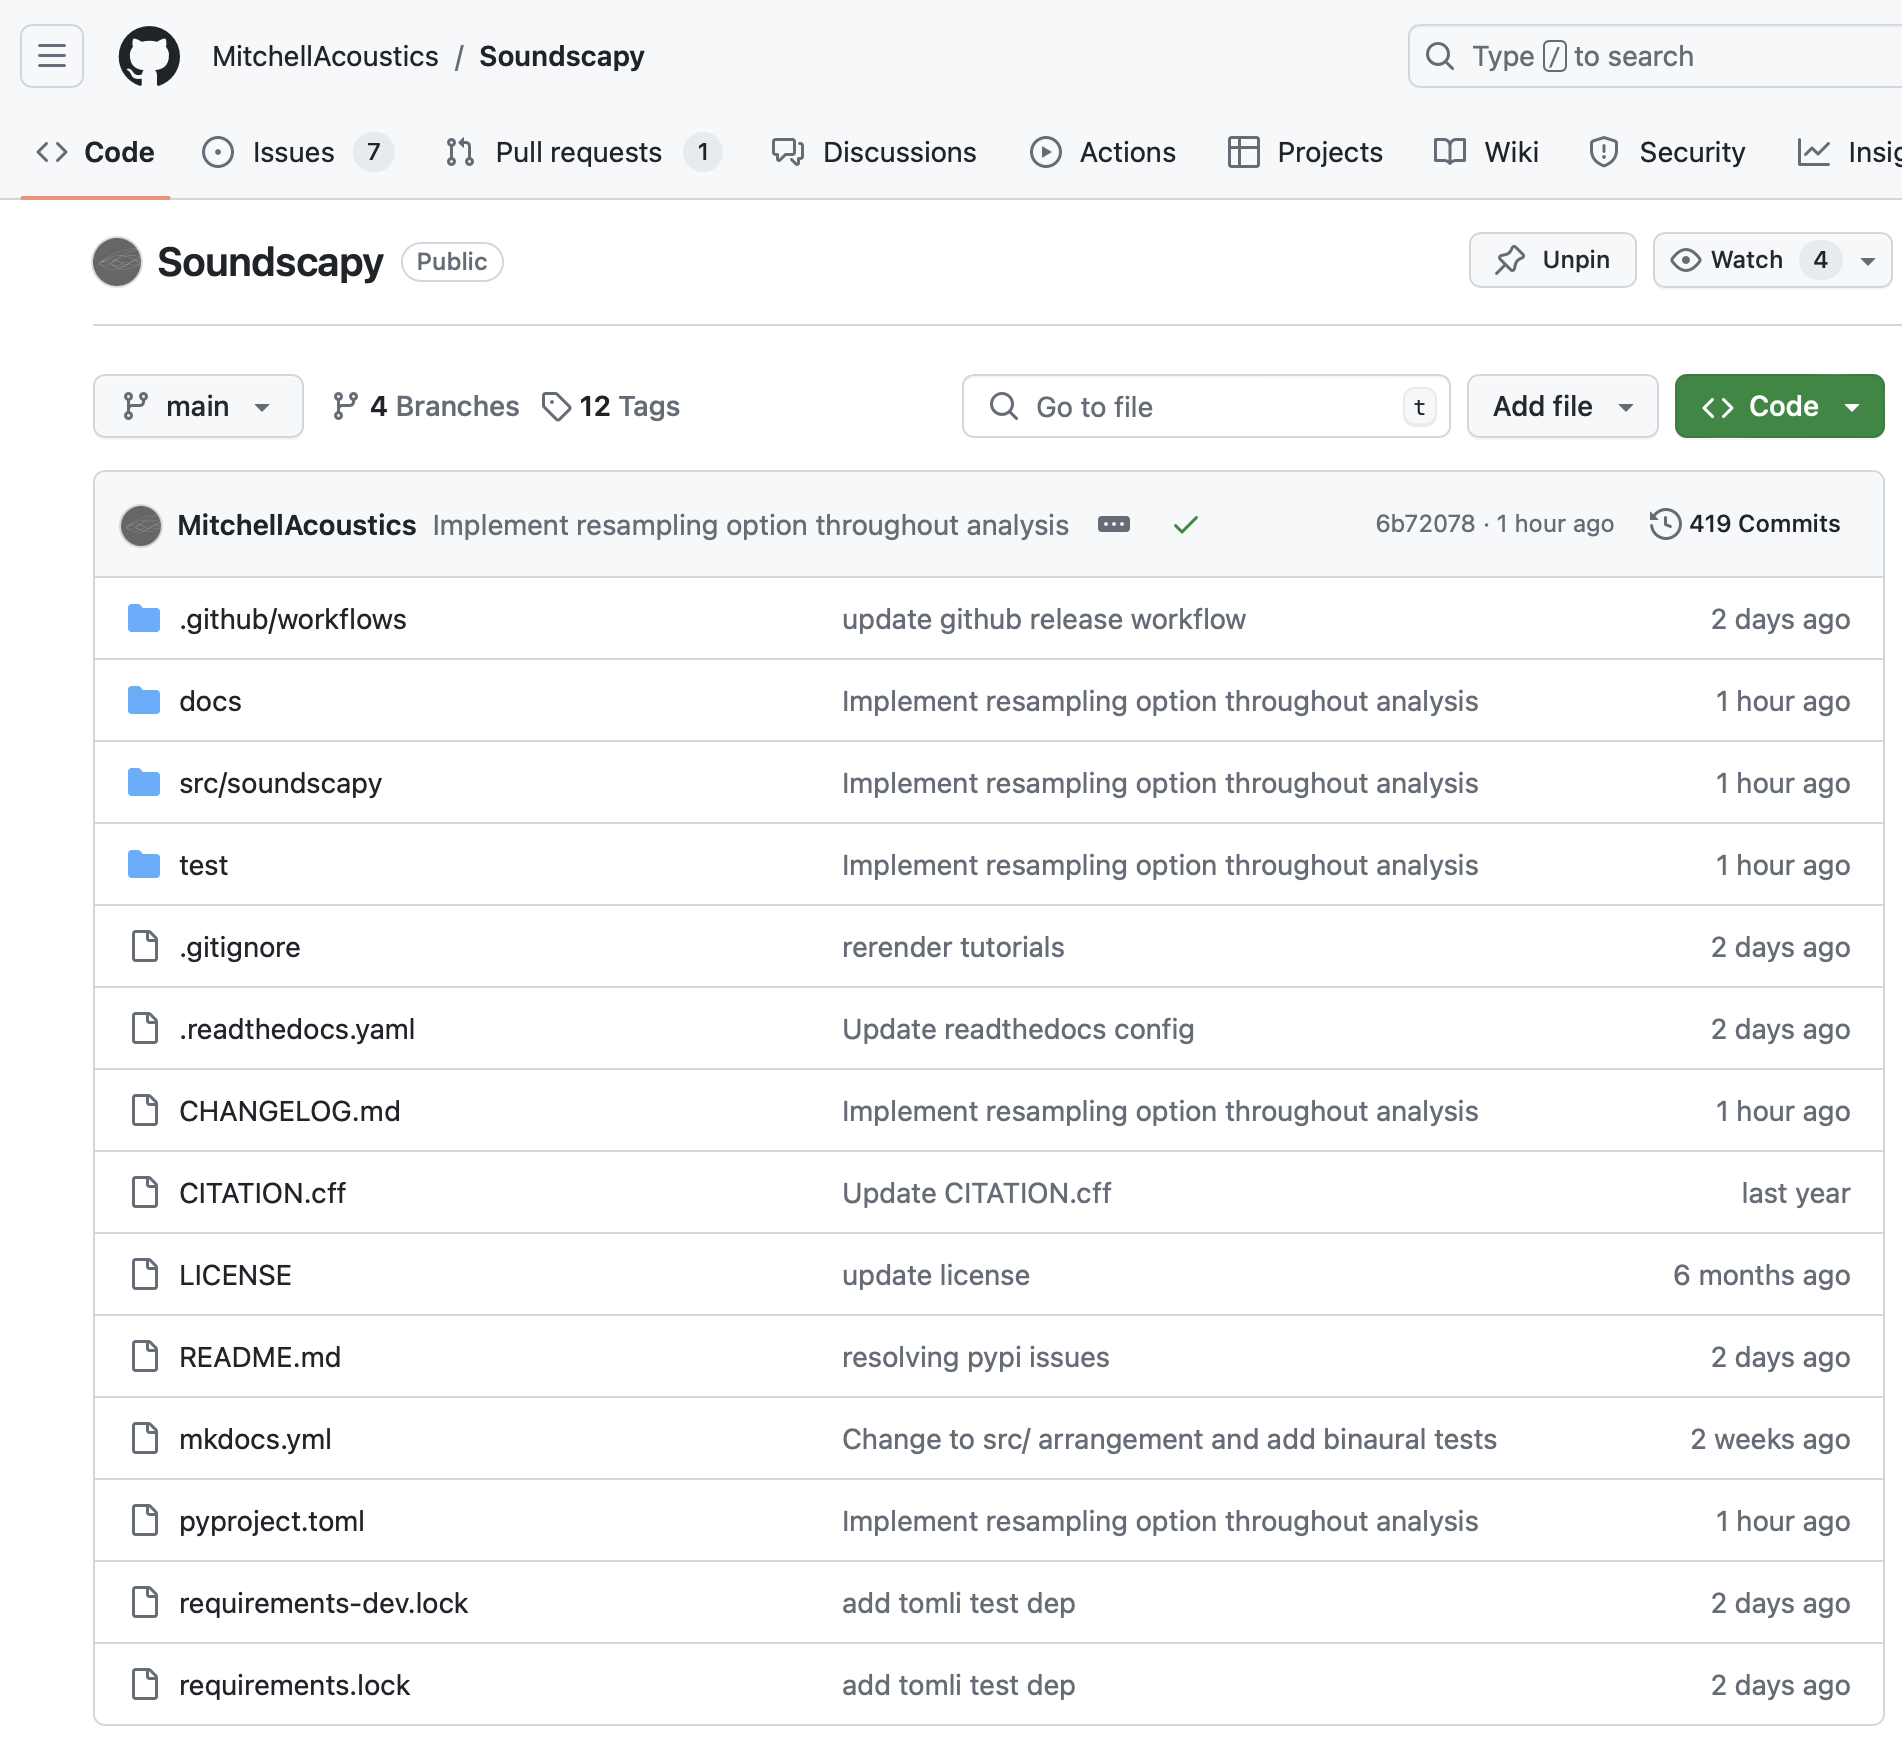 MitchellAcoustics / Soundscapy
Type / to search
Code Issues 7 Pull requests 1 Discussions Actions Projects Wiki Security Insig
Soundscapy Public
Unpin Watch 4
main 4 Branches 12 Tags Go to file t Add file Code
MitchellAcoustics Implement resampling option throughout analysis 6b72078 · 1 hour ago 419 Commits
.github/workflows update github release workflow 2 days ago
docs Implement resampling option throughout analysis 1 hour ago
src/soundscapy Implement resampling option throughout analysis 1 hour ago
test Implement resampling option throughout analysis 1 hour ago
.gitignore rerender tutorials 2 days ago
.readthedocs.yaml Update readthedocs config 2 days ago
CHANGELOG.md Implement resampling option throughout analysis 1 hour ago
CITATION.cff Update CITATION.cff last year
LICENSE update license 6 months ago
README.md resolving pypi issues 2 days ago
mkdocs.yml Change to src/ arrangement and add binaural tests 2 weeks ago
pyproject.toml Implement resampling option throughout analysis 1 hour ago
requirements-dev.lock add tomli test dep 2 days ago
requirements.lock add tomli test dep 2 days ago